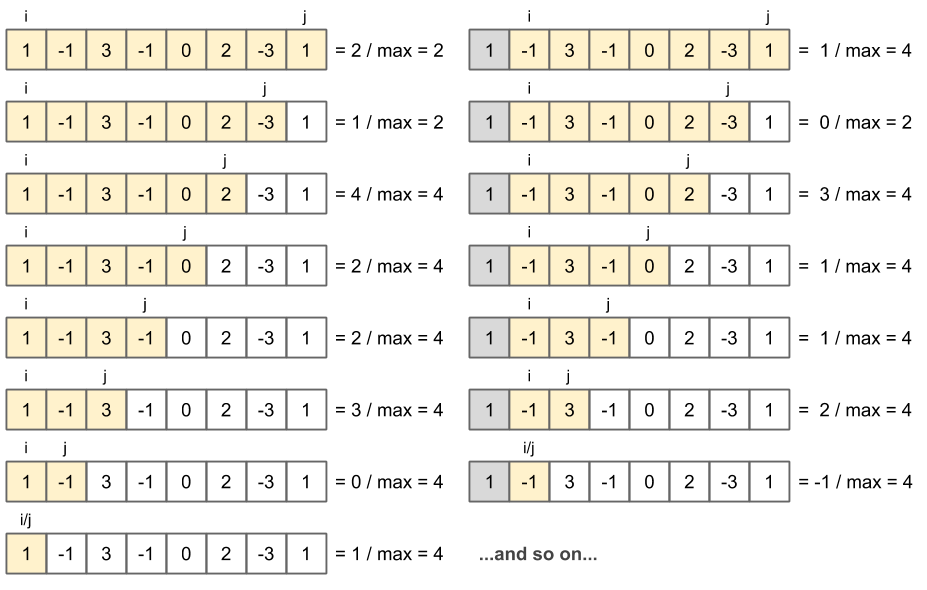 i j
1 -1 3 -1 0 2 -3 1 = 2 / max = 2
i j
1 -1 3 -1 0 2 -3 1 = 1 / max = 2
i j
1 -1 3 -1 0 2 -3 1 = 4 / max = 4
i j
1 -1 3 -1 0 2 -3 1 = 2 / max = 4
i j
1 -1 3 -1 0 2 -3 1 = 2 / max = 4
i j
1 -1 3 -1 0 2 -3 1 = 3 / max = 4
i j
1 -1 3 -1 0 2 -3 1 = 0 / max = 4
i/j
1 -1 3 -1 0 2 -3 1 = 1 / max = 4
i j
1 -1 3 -1 0 2 -3 1 = 1 / max = 4
i j
1 -1 3 -1 0 2 -3 1 = 0 / max = 2
i j
1 -1 3 -1 0 2 -3 1 = 3 / max = 4
i j
1 -1 3 -1 0 2 -3 1 = 1 / max = 4
i j
1 -1 3 -1 0 2 -3 1 = 1 / max = 4
i j
1 -1 3 -1 0 2 -3 1 = 2 / max = 4
i/j
1 -1 3 -1 0 2 -3 1 = -1 / max = 4
...and so on...